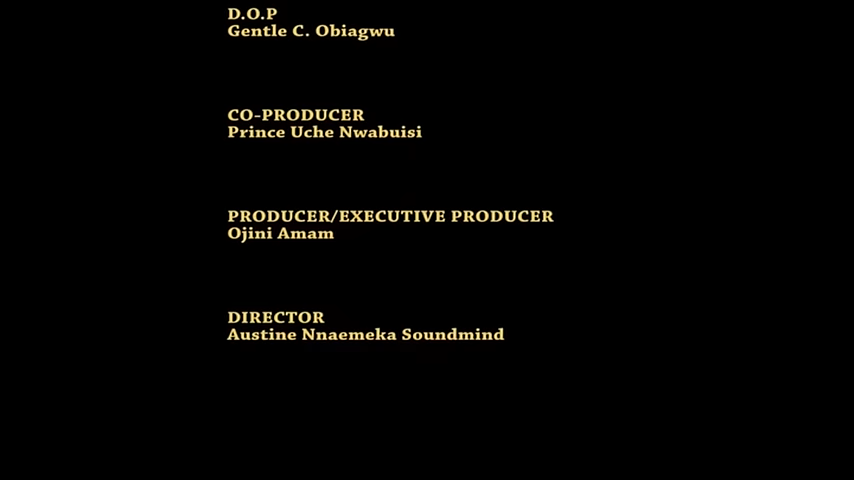 D.O.P
Gentle C. Obiagwu
CO-PRODUCER
Prince Uche Nwabuisi
PRODUCER/EXECUTIVE PRODUCER
Ojini Amam
DIRECTOR
Austine Nnaemeka Soundmind